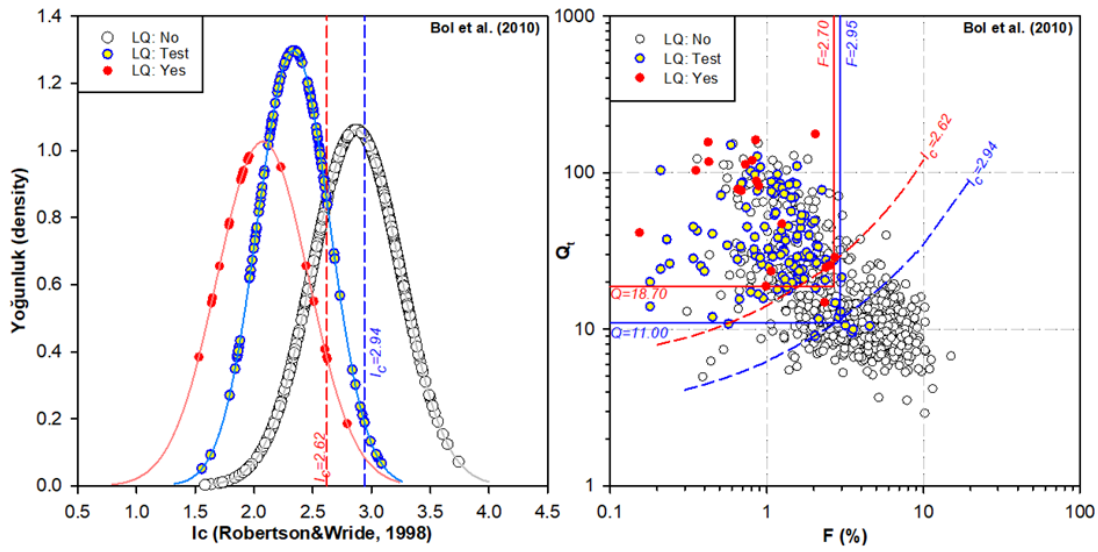 Bol et al. (2010)
LQ: No
LQ: Test
LQ: Yes
1.4
1.2
1.0
0.8
0.6
0.4
0.2
0.0
Yoğunluk (density)
Ic=2.62
Ic=2.94
0.5 1.0 1.5 2.0 2.5 3.0 3.5 4.0 4.5
Ic (Robertson&Wride, 1998)
Bol et al. (2010)
LQ: No
LQ: Test
LQ: Yes
F=2.70
F=2.95
1000
100
10
1
Qt
Ic=2.62
Ic=2.94
Q=18.70
Q=11.00
0.1 1 10 100
F (%)